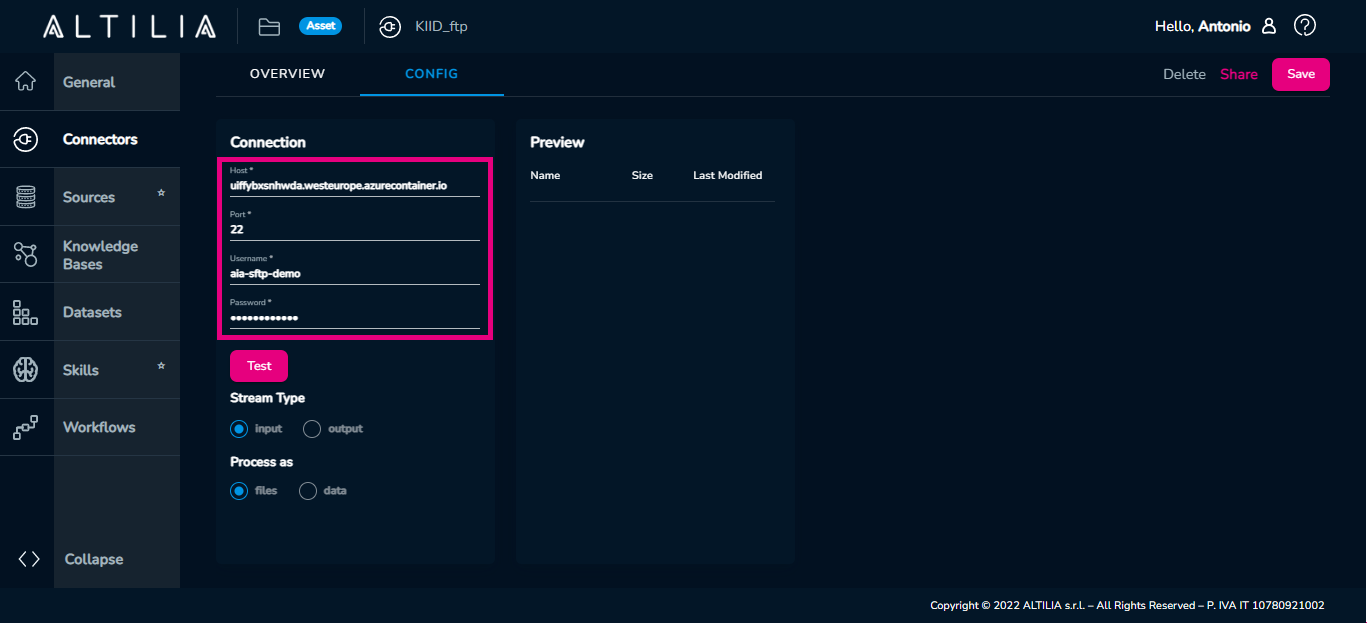 ALTILIA
Asset
KIID_ftp
Hello, Antonio
General
Connectors
Sources
Knowledge
Bases
Datasets
Skills
Workflows
Collapse
OVERVIEW
CONFIG
Delete
Share
Save
Connection
Host *
uiffybxsnhwda.westeurope.azurecontainer.io
Port *
22
Username *
aia-sftp-demo
Password *
••••••••••••
Test
Stream Type
input
output
Process as
files
data
Preview
Name
Size
Last Modified
Copyright © 2022 ALTILIA s.r.l. – All Rights Reserved – P. IVA IT 10780921002